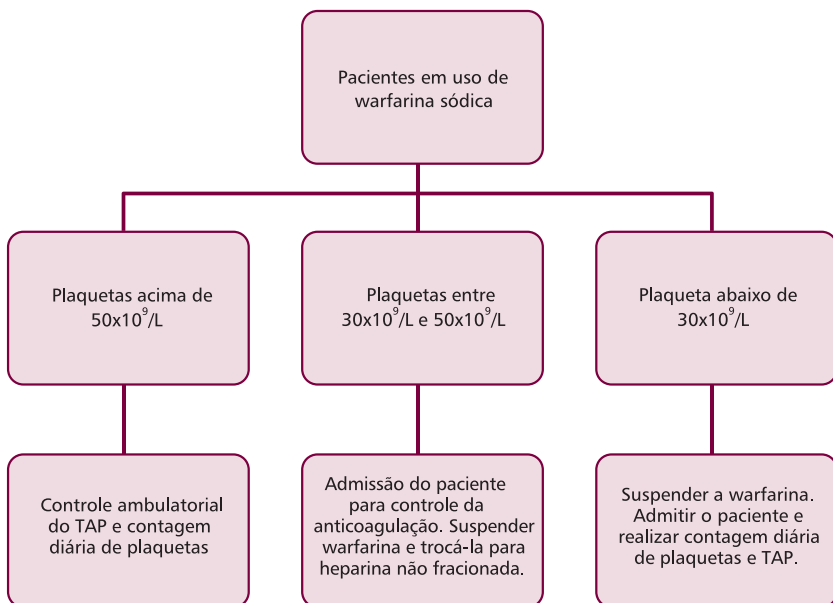 Pacientes em uso de
warfarina sódica
Plaquetas acima de
50x10⁹/L
Plaquetas entre
30x10⁹/L e 50x10⁹/L
Plaqueta abaixo de
30x10⁹/L
Controle ambulatorial
do TAP e contagem
diária de plaquetas
Admissão do paciente
para controle da
anticoagulação. Suspender
warfarina e trocá-la para
heparina não fracionada.
Suspender a warfarina.
Admitir o paciente e
realizar contagem diária
de plaquetas e TAP.